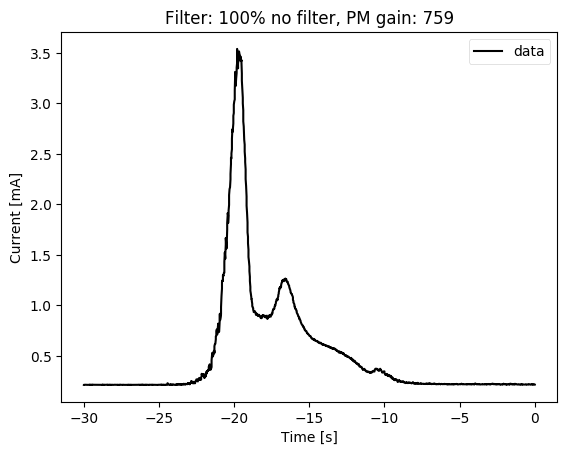 Filter: 100% no filter, PM gain: 759
data
Current [mA]
3.5
3.0
2.5
2.0
1.5
1.0
0.5
−30 −25 −20 −15 −10 −5 0
Time [s]